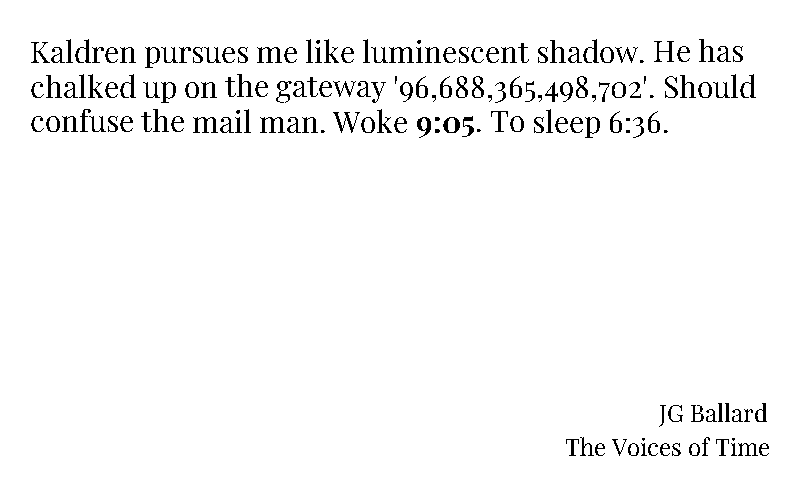 Kaldren pursues me like luminescent shadow. He has
chalked up on the gateway '96,688,365,498,702'. Should
confuse the mail man. Woke 9:05. To sleep 6:36.
JG Ballard
The Voices of Time